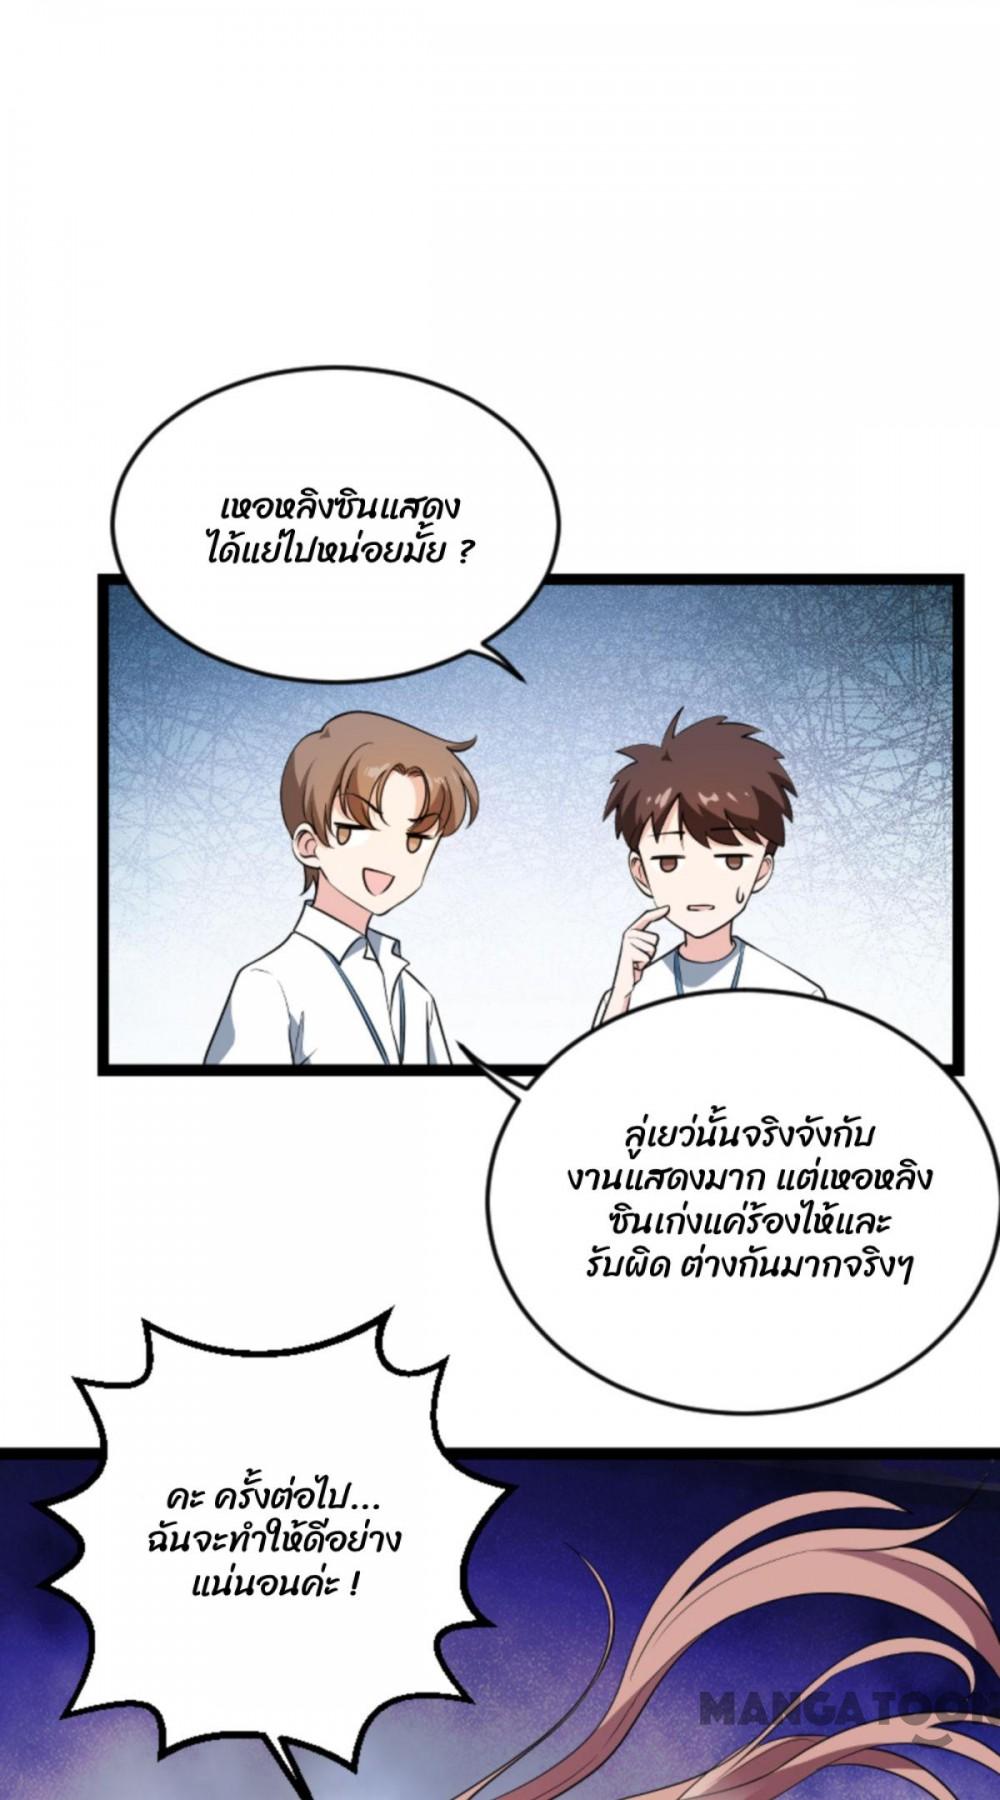 เหอหลิงซินแสดง
ได้แย่ไปหน่อยมั้ย ?
ลู่เยว่นั้นจริงจังกับ
งานแสดงมาก แต่เหอหลิง
ซินเก่งแค่ร้องไห้และ
รับผิด ต่างกันมากจริงๆ
คะ ครั้งต่อไป...
ฉันจะทำให้ดีอย่าง
แน่นอนค่ะ !
MANGATOON